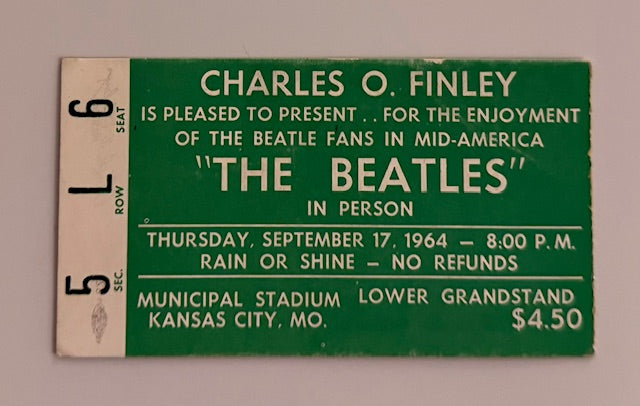 CHARLES O. FINLEY
IS PLEASED TO PRESENT . . FOR THE ENJOYMENT
OF THE BEATLE FANS IN MID-AMERICA
"THE BEATLES"
IN PERSON
THURSDAY, SEPTEMBER 17, 1964 — 8:00 P.M.
RAIN OR SHINE — NO REFUNDS
MUNICIPAL STADIUM LOWER GRANDSTAND
KANSAS CITY, MO. $4.50
5 L 6
SEC. ROW SEAT